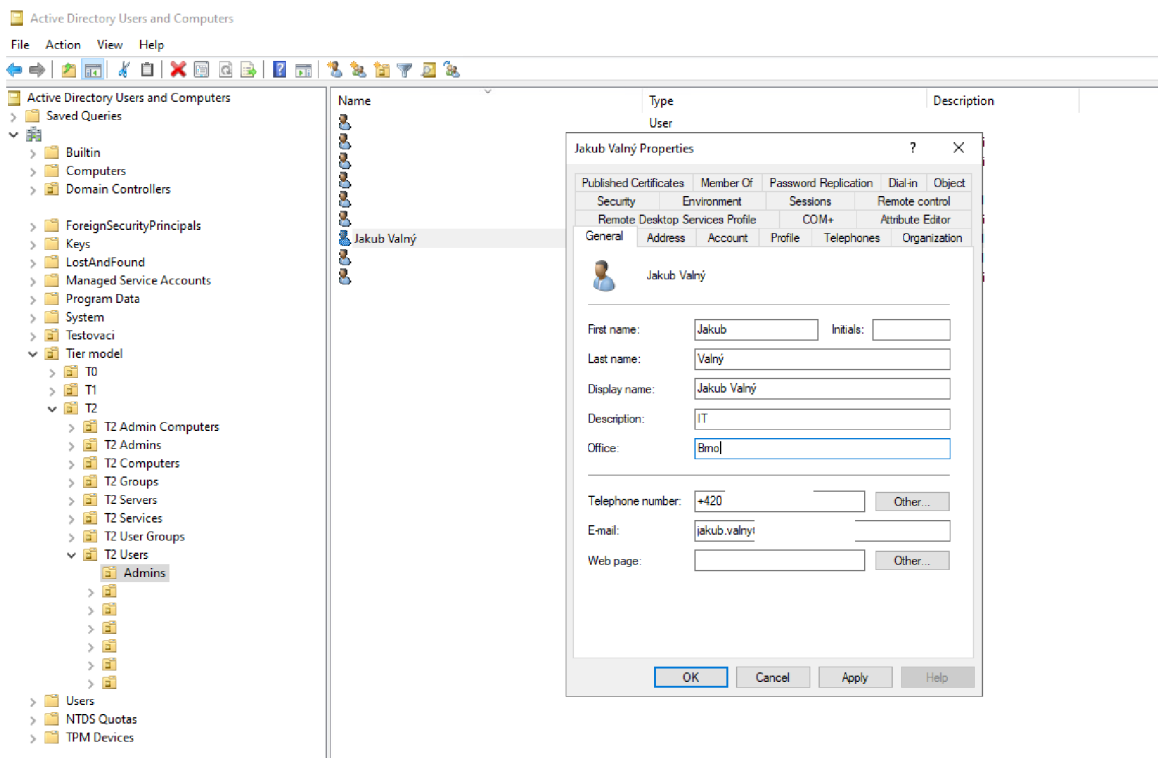 Active Directory Users and Computers
File Action View Help
Active Directory Users and Computers
Saved Queries
Builtin
Computers
Domain Controllers
ForeignSecurityPrincipals
Keys
LostAndFound
Managed Service Accounts
Program Data
System
Testovaci
Tier model
T0
T1
T2
T2 Admin Computers
T2 Admins
T2 Computers
T2 Groups
T2 Servers
T2 Services
T2 User Groups
T2 Users
Admins
Users
NTDS Quotas
TPM Devices
Name Type Description
User
Jakub Valný
Jakub Valný Properties ?
Published Certificates Member Of Password Replication Dial-in Object
Security Environment Sessions Remote control
Remote Desktop Services Profile COM+ Attribute Editor
General Address Account Profile Telephones Organization
Jakub Valný
First name: Jakub Initials:
Last name: Valný
Display name: Jakub Valný
Description: IT
Office: Brno
Telephone number: +420 Other...
E-mail: jakub.valny
Web page: Other...
OK Cancel Apply Help